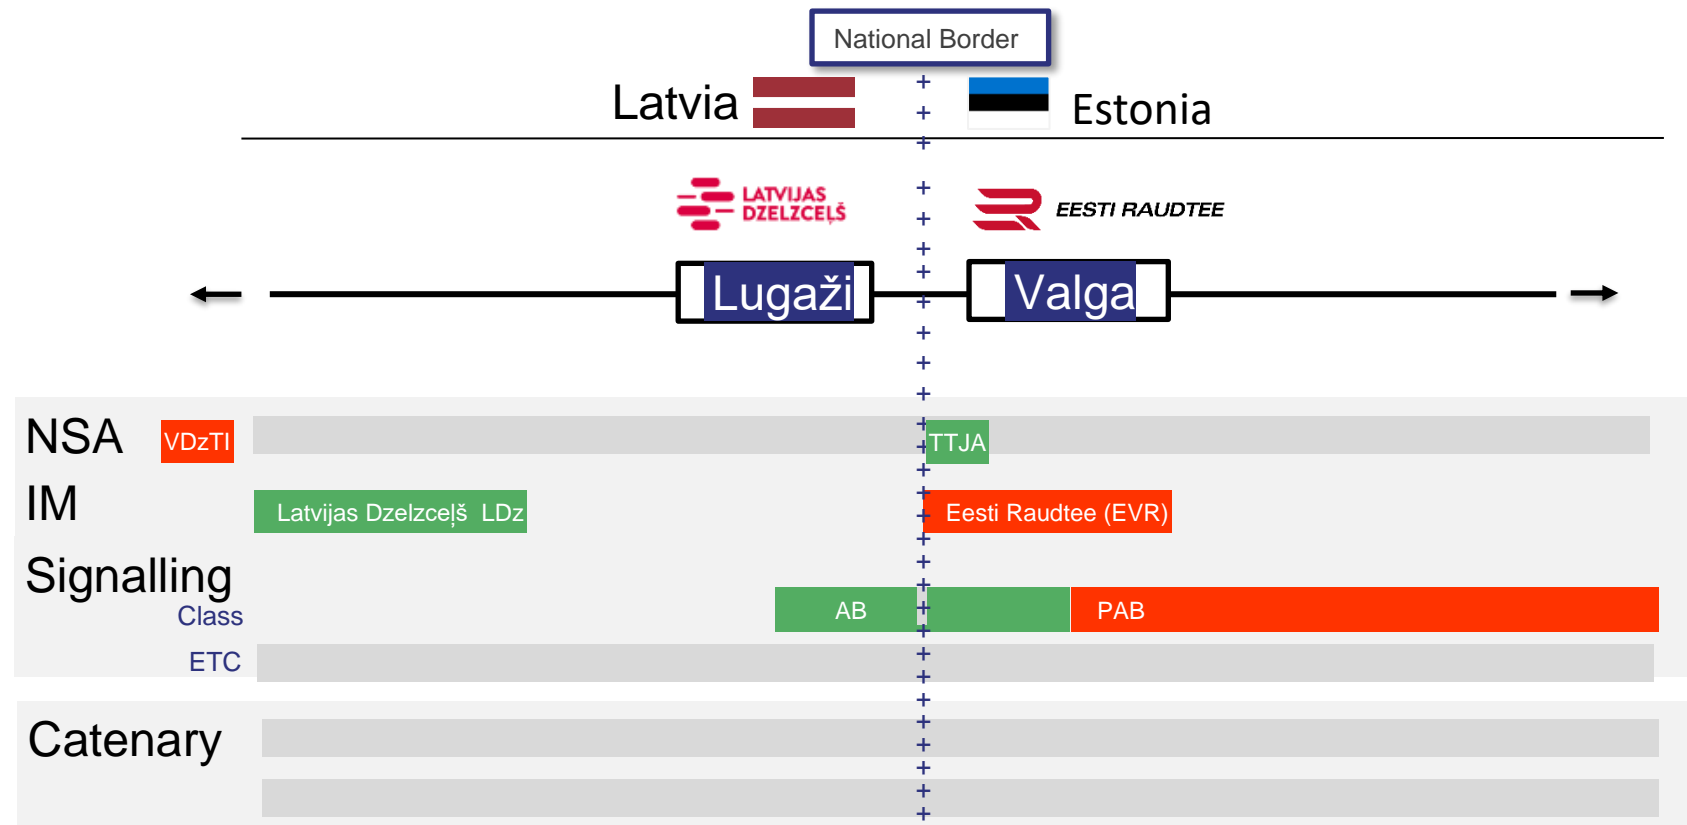 National Border
Latvia
Estonia
LATVIJAS
DZELZCEĻŠ
EESTI RAUDTEE
Lugaži
Valga
NSA
VDzTI
TTJA
IM
Latvijas Dzelzceļš LDz
Eesti Raudtee (EVR)
Signalling
Class
AB
PAB
ETC
Catenary